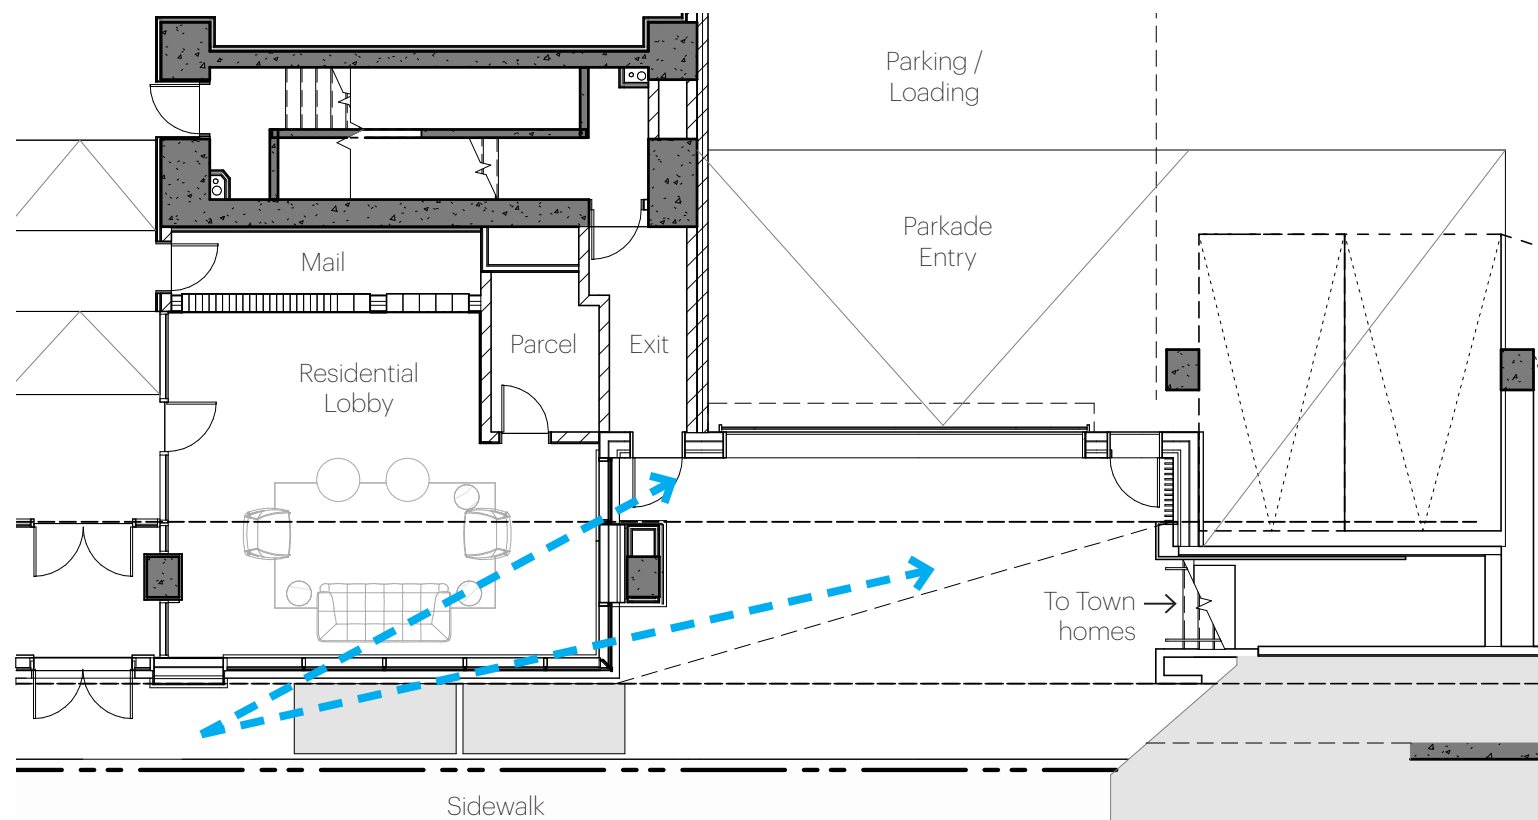 Parking /
Loading
Parkade
Entry
Mail
Parcel
Exit
Residential
Lobby
To Town
homes
Sidewalk